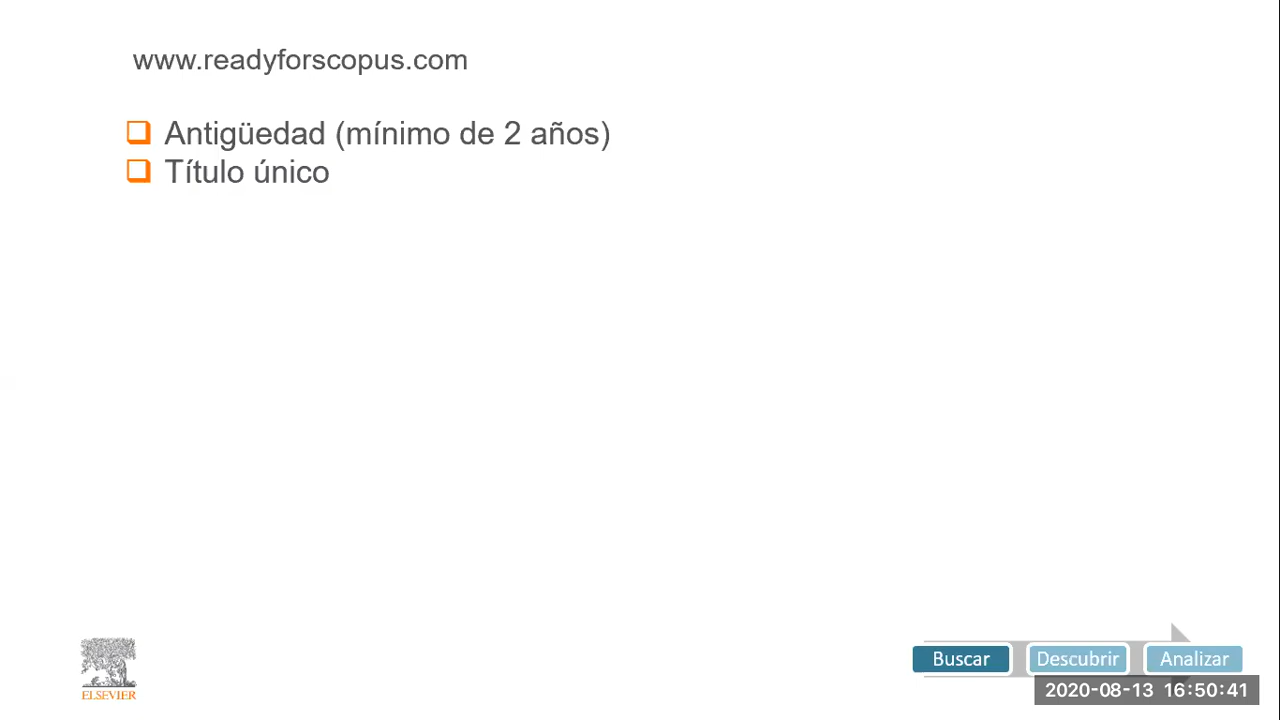 www.readyforscopus.com
Antigüedad (mínimo de 2 años)
Título único
ELSEVIER
Buscar
Descubrir
Analizar
2020-08-13 16:50:41